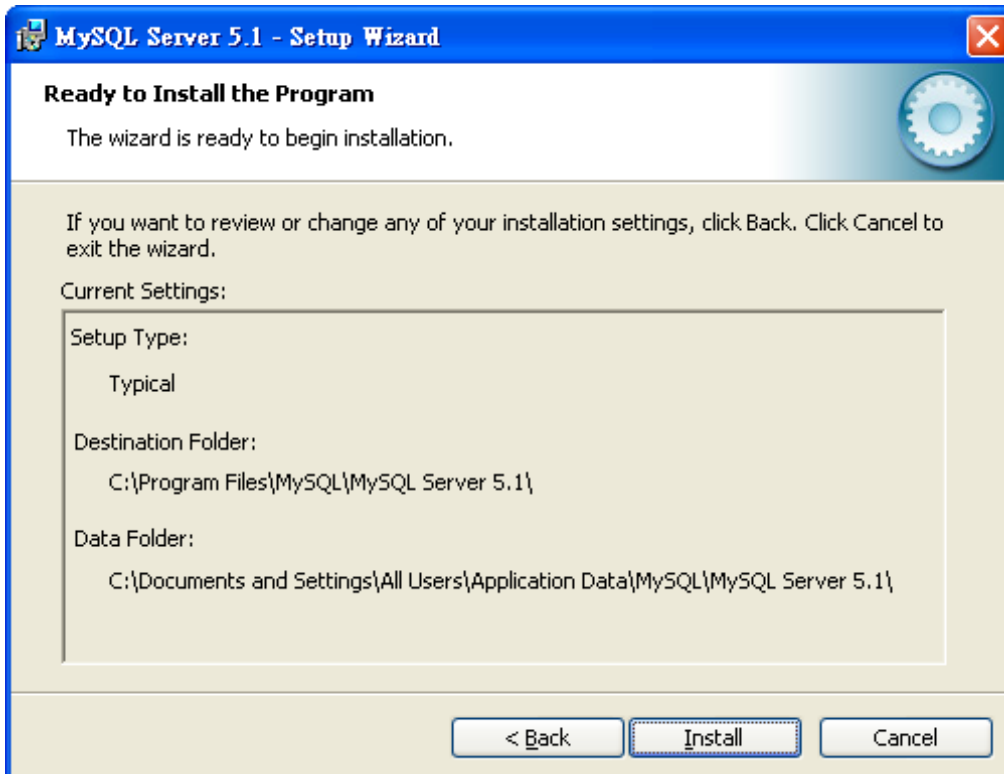 MySQL Server 5.1 - Setup Wizard
Ready to Install the Program
The wizard is ready to begin installation.
If you want to review or change any of your installation settings, click Back. Click Cancel to
exit the wizard.
Current Settings:
Setup Type:
Typical
Destination Folder:
C:\Program Files\MySQL\MySQL Server 5.1\
Data Folder:
C:\Documents and Settings\All Users\Application Data\MySQL\MySQL Server 5.1\
< Back Install Cancel